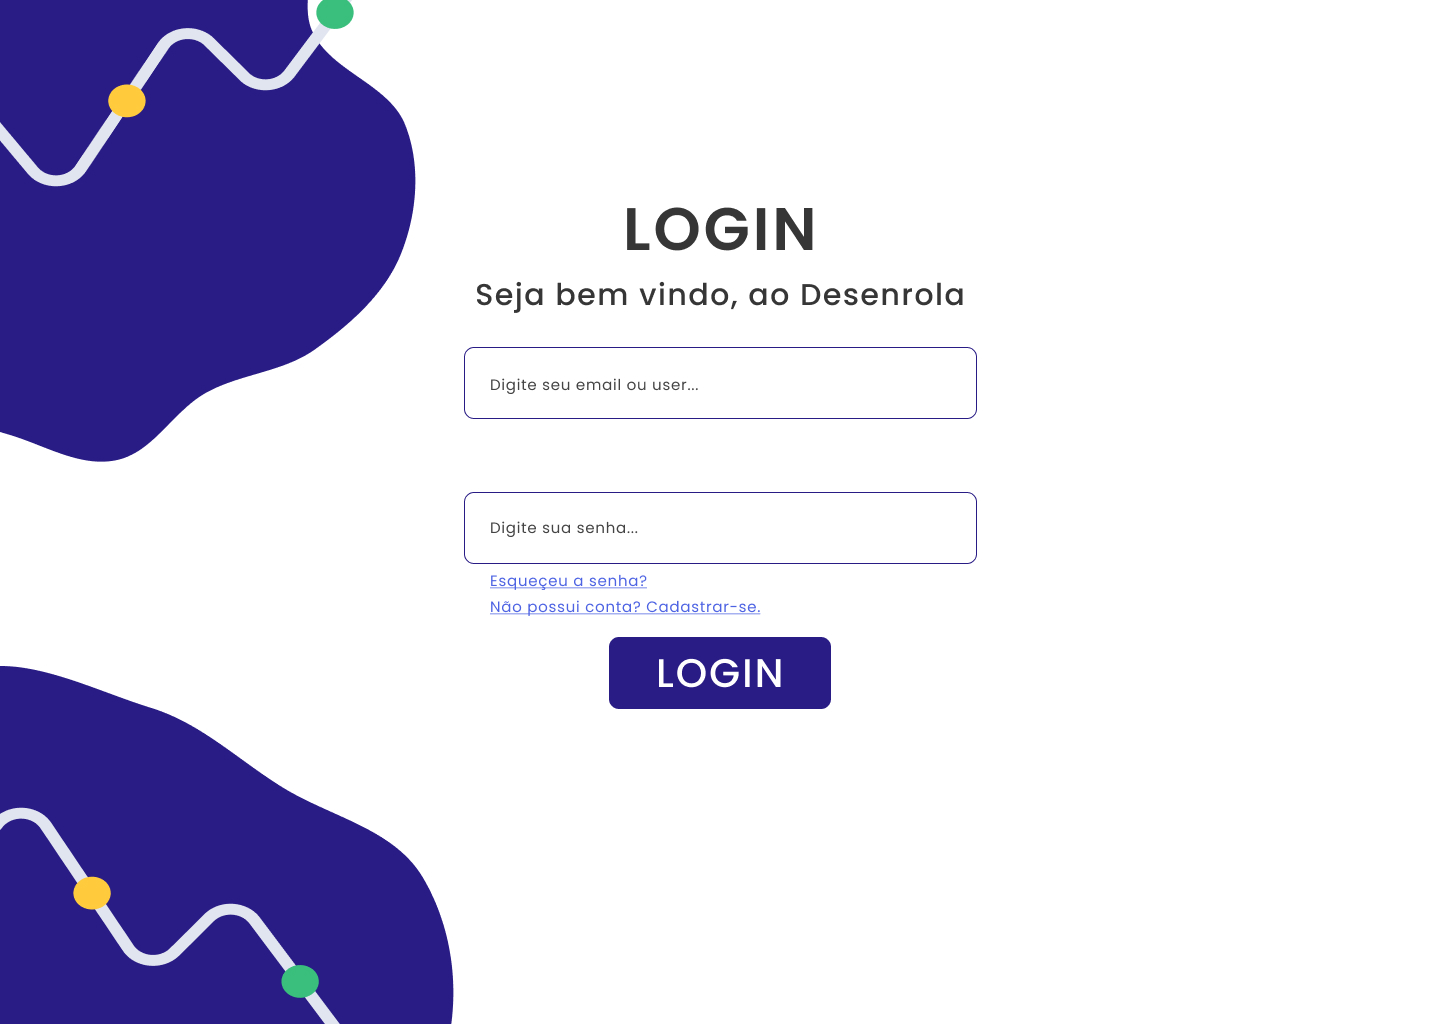 LOGIN
Seja bem vindo, ao Desenrola
Digite seu email ou user...
Digite sua senha...
Esqueçeu a senha?
Não possui conta? Cadastrar-se.
LOGIN